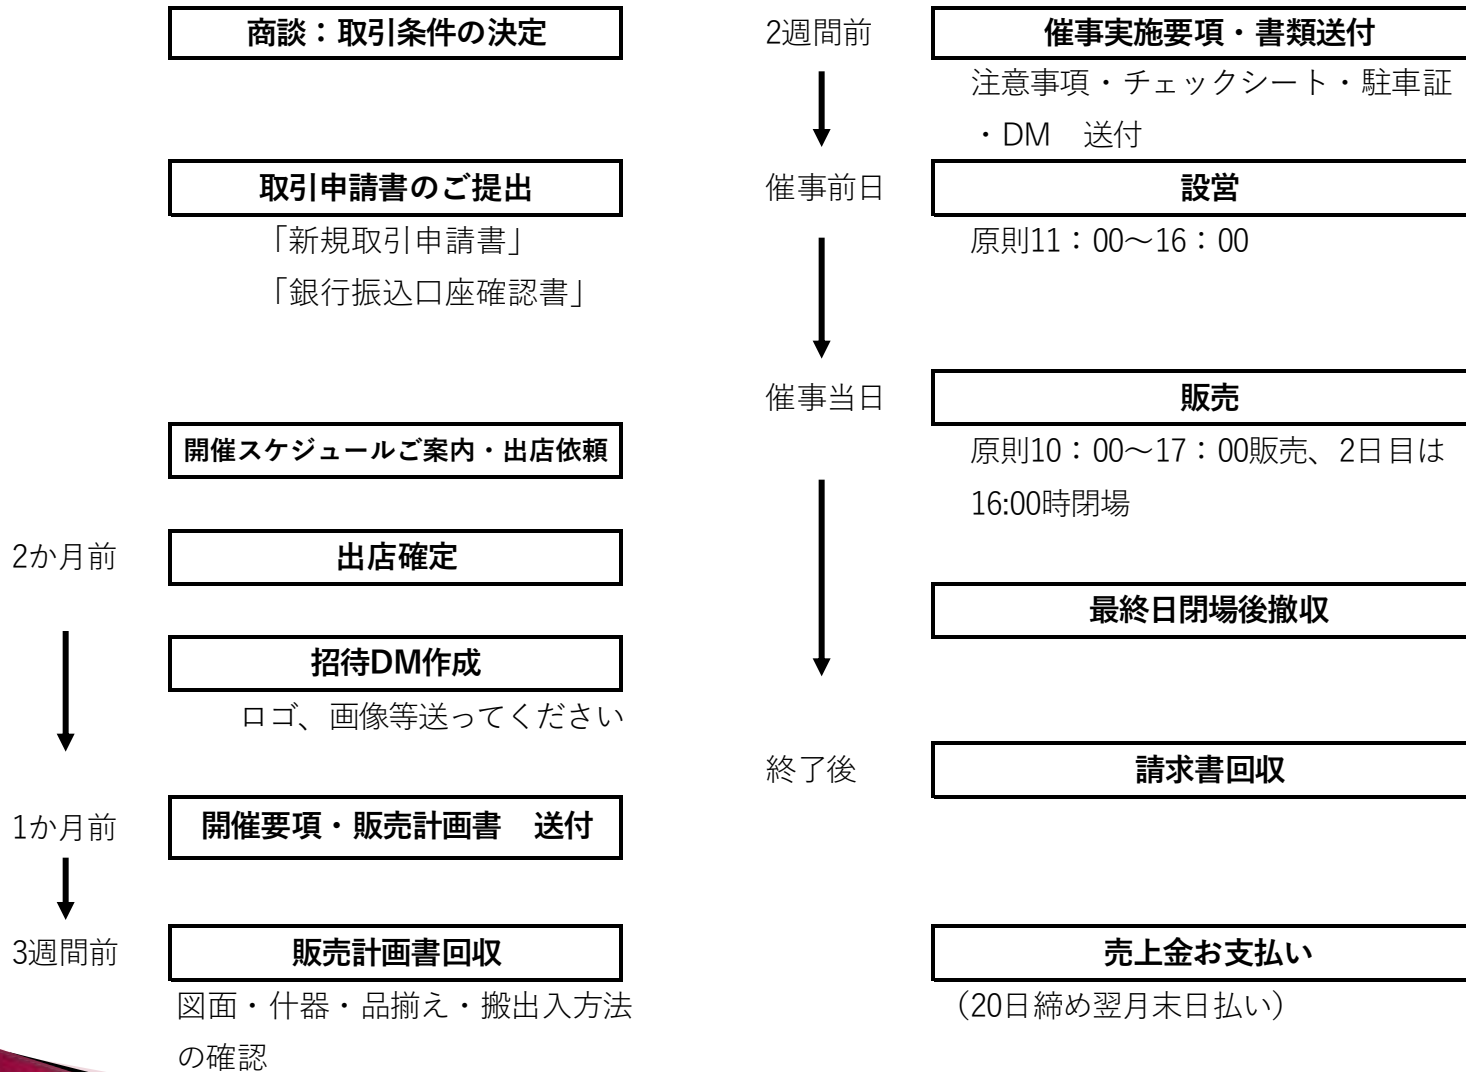 商談：取引条件の決定
取引申請書のご提出
「新規取引申請書」
「銀行振込口座確認書」
開催スケジュールご案内・出店依頼
2か月前
出店確定
招待DM作成
ロゴ、画像等送ってください
1か月前
開催要項・販売計画書　送付
3週間前
販売計画書回収
図面・什器・品揃え・搬出入方法
の確認
2週間前
催事実施要項・書類送付
注意事項・チェックシート・駐車証
・DM　送付
催事前日
設営
原則11：00～16：00
催事当日
販売
原則10：00～17：00販売、2日目は
16:00時閉場
最終日閉場後撤収
終了後
請求書回収
売上金お支払い
（20日締め翌月末日払い）